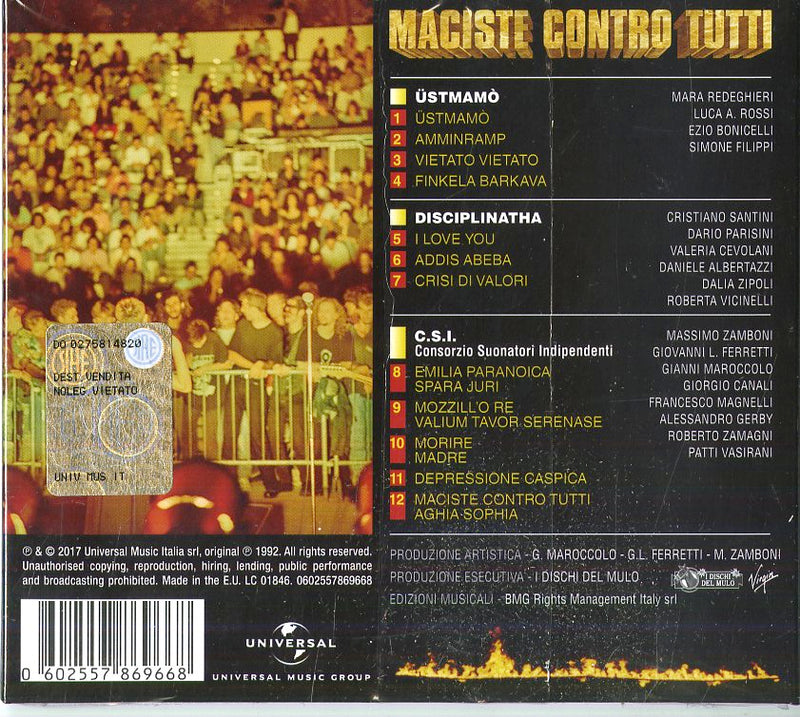 MACISTE CONTRO TUTTI
ÜSTMAMÒ
1 ÜSTMAMÒ
2 AMMINRAMP
3 VIETATO VIETATO
4 FINKELA BARKAVA
MARA REDEGHIERI
LUCA A. ROSSI
EZIO BONICELLI
SIMONE FILIPPI
DISCIPLINATHA
5 I LOVE YOU
6 ADDIS ABEBA
7 CRISI DI VALORI
CRISTIANO SANTINI
DARIO PARISINI
VALERIA CEVOLANI
DANIELE ALBERTAZZI
DALIA ZIPOLI
ROBERTA VICINELLI
C.S.I.
Consorzio Suonatori Indipendenti
8 EMILIA PARANOICA
SPARA JURI
9 MOZZILL'O RE
VALIUM TAVOR SERENASE
10 MORIRE
MADRE
11 DEPRESSIONE CASPICA
12 MACISTE CONTRO TUTTI
AGHIA SOPHIA
MASSIMO ZAMBONI
GIOVANNI L. FERRETTI
GIANNI MAROCCOLO
GIORGIO CANALI
FRANCESCO MAGNELLI
ALESSANDRO GERBY
ROBERTO ZAMAGNI
PATTI VASIRANI
DO 0275814820
DEST.VENDITA
NOLEG.VIETATO
UNIV MUS IT
PRODUZIONE ARTISTICA - G. MAROCCOLO - G.L. FERRETTI - M. ZAMBONI
PRODUZIONE ESECUTIVA - I DISCHI DEL MULO
I DISCHI
DEL MULO
Virgin
EDIZIONI MUSICALI - BMG Rights Management Italy srl
℗ & © 2017 Universal Music Italia srl, original ℗ 1992. All rights reserved.
Unauthorised copying, reproduction, hiring, lending, public performance
and broadcasting prohibited. Made in the E.U. LC 01846. 0602557869668
0 602557 869668
UNIVERSAL
UNIVERSAL MUSIC GROUP